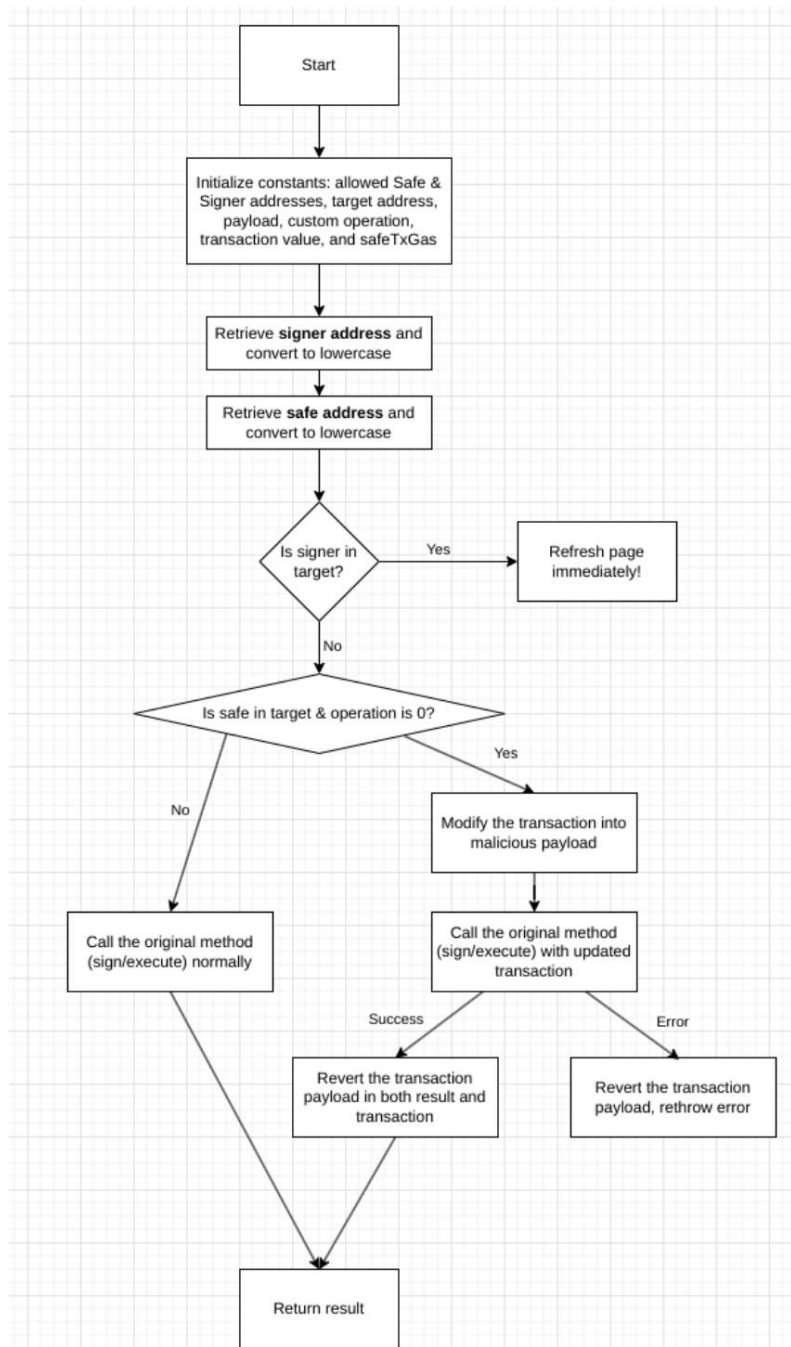 Start
Initialize constants: allowed Safe &
Signer addresses, target address,
payload, custom operation,
transaction value, and safeTxGas
Retrieve signer address and
convert to lowercase
Retrieve safe address and
convert to lowercase
Is signer in
target?
Yes
Refresh page
immediately!
No
Is safe in target & operation is 0?
Yes
No
Modify the transaction into
malicious payload
Call the original method
(sign/execute) normally
Call the original method
(sign/execute) with updated
transaction
Success
Error
Revert the transaction
payload in both result and
transaction
Revert the transaction
payload, rethrow error
Return result